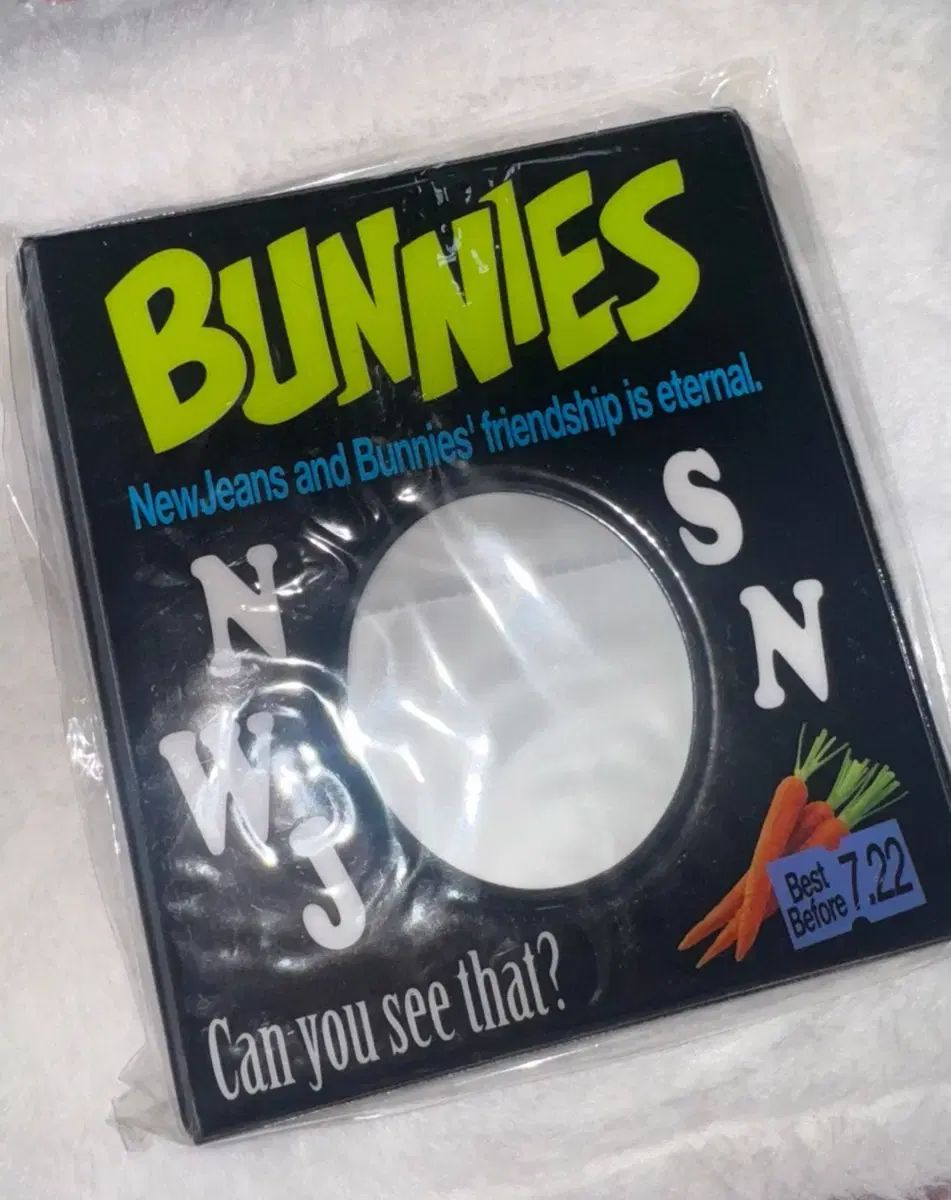 BUNNIES
NewJeans and Bunnies' friendship is eternal.
S
N
N
W
J
Best
Before 7.22
Can you see that?